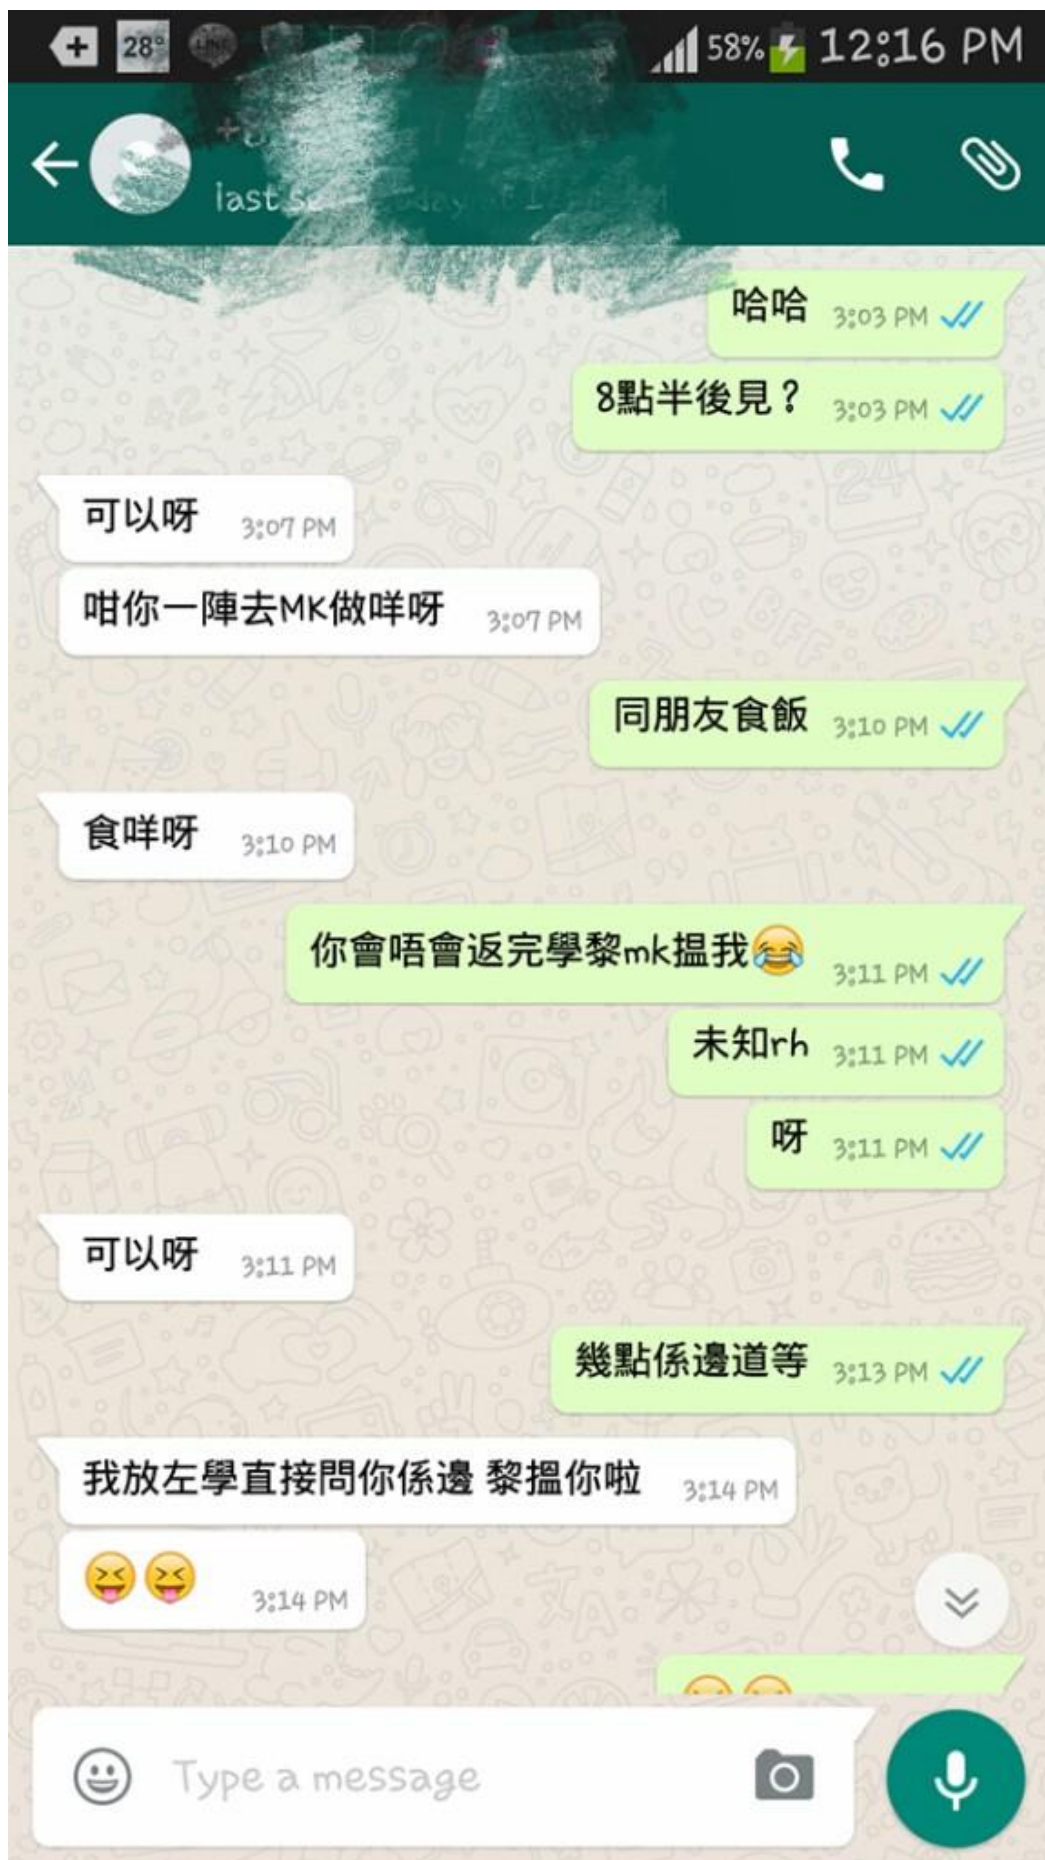 28°
58%
12:16 PM
last
哈哈 3:03 PM
8點半後見？ 3:03 PM
可以呀 3:07 PM
咁你一陣去MK做咩呀 3:07 PM
同朋友食飯 3:10 PM
食咩呀 3:10 PM
你會唔會返完學黎mk搵我😂 3:11 PM
未知rh 3:11 PM
呀 3:11 PM
可以呀 3:11 PM
幾點係邊道等 3:13 PM
我放左學直接問你係邊 黎搵你啦 3:14 PM
😝😝 3:14 PM
Type a message